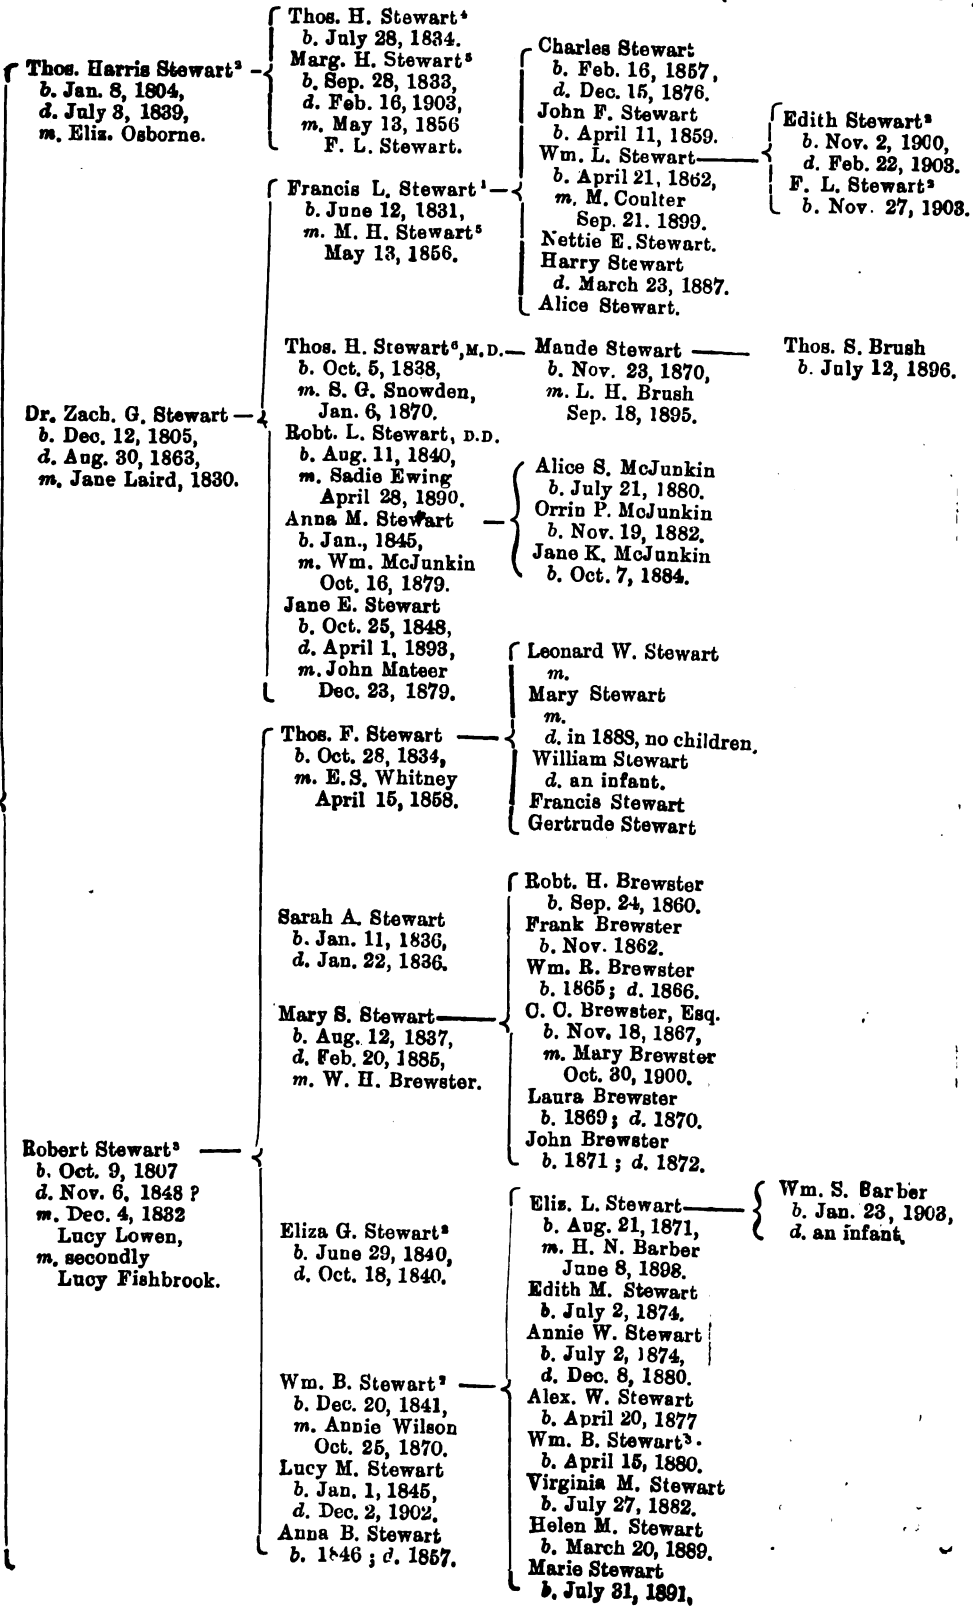 Thos. Harris Stewart³
b. Jan. 8, 1804,
d. July 3, 1839,
m. Eliz. Osborne.
Thos. H. Stewart⁴
b. July 28, 1834.
Marg. H. Stewart⁵
b. Sep. 28, 1833,
d. Feb. 16, 1903,
m. May 13, 1856
F. L. Stewart.
Dr. Zach. G. Stewart
b. Dec. 12, 1805,
d. Aug. 30, 1863,
m. Jane Laird, 1830.
Francis L. Stewart¹
b. June 12, 1831,
m. M. H. Stewart⁵
May 13, 1856.
Charles Stewart
b. Feb. 16, 1857,
d. Dec. 15, 1876.
John F. Stewart
b. April 11, 1859.
Wm. L. Stewart
b. April 21, 1862,
m. M. Coulter
Sep. 21. 1899.
Nettie E. Stewart.
Harry Stewart
d. March 23, 1887.
Alice Stewart.
Edith Stewart²
b. Nov. 2, 1900,
d. Feb. 22, 1903.
F. L. Stewart²
b. Nov. 27, 1903.
Thos. H. Stewart⁶, M.D.
b. Oct. 5, 1838,
m. S. G. Snowden,
Jan. 6, 1870.
Maude Stewart
b. Nov. 23, 1870,
m. L. H. Brush
Sep. 18, 1895.
Thos. S. Brush
b. July 12, 1896.
Robt. L. Stewart, D.D.
b. Aug. 11, 1840,
m. Sadie Ewing
April 28, 1890.
Anna M. Stewart
b. Jan., 1845,
m. Wm. McJunkin
Oct. 16, 1879.
Alice S. McJunkin
b. July 21, 1880.
Orrin P. McJunkin
b. Nov. 19, 1882.
Jane K. McJunkin
b. Oct. 7, 1884.
Jane E. Stewart
b. Oct. 25, 1848,
d. April 1, 1893,
m. John Mateer
Dec. 23, 1879.
Robert Stewart³
b. Oct. 9, 1807
d. Nov. 6, 1848 ?
m. Dec. 4, 1832
Lucy Lowen,
m. secondly
Lucy Fishbrook.
Thos. F. Stewart
b. Oct. 28, 1834,
m. E. S. Whitney
April 15, 1858.
Leonard W. Stewart
m.
Mary Stewart
m.
d. in 1888, no children.
William Stewart
d. an infant.
Francis Stewart
Gertrude Stewart
Sarah A. Stewart
b. Jan. 11, 1836,
d. Jan. 22, 1836.
Mary S. Stewart
b. Aug. 12, 1837,
d. Feb. 20, 1885,
m. W. H. Brewster.
Robt. H. Brewster
b. Sep. 24, 1860.
Frank Brewster
b. Nov. 1862.
Wm. R. Brewster
b. 1865; d. 1866.
C. C. Brewster, Esq.
b. Nov. 18, 1867,
m. Mary Brewster
Oct. 30, 1900.
Laura Brewster
b. 1869; d. 1870.
John Brewster
b. 1871; d. 1872.
Eliza G. Stewart²
b. June 29, 1840,
d. Oct. 18, 1840.
Wm. B. Stewart²
b. Dec. 20, 1841,
m. Annie Wilson
Oct. 25, 1870.
Eliz. L. Stewart
b. Aug. 21, 1871,
m. H. N. Barber
June 8, 1898.
Wm. S. Barber
b. Jan. 23, 1903,
d. an infant.
Edith M. Stewart
b. July 2, 1874.
Annie W. Stewart
b. July 2, 1874,
d. Dec. 8, 1880.
Alex. W. Stewart
b. April 20, 1877
Wm. B. Stewart³.
b. April 15, 1880.
Virginia M. Stewart
b. July 27, 1882.
Helen M. Stewart
b. March 20, 1889.
Marie Stewart
b. July 31, 1891,
Lucy M. Stewart
b. Jan. 1, 1845,
d. Dec. 2, 1902.
Anna B. Stewart
b. 1846; d. 1857.